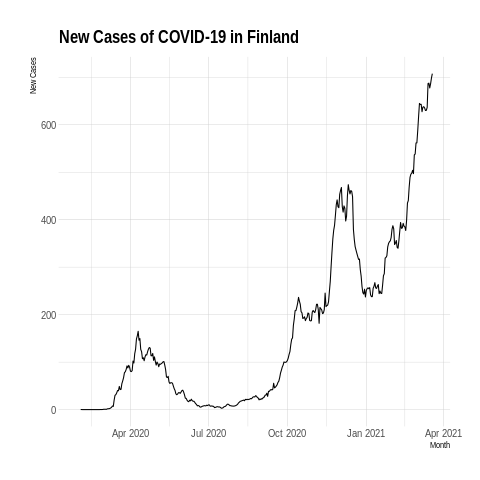 New Cases of COVID-19 in Finland
New Cases
600
400
200
0
Apr 2020 Jul 2020 Oct 2020 Jan 2021 Apr 2021
Month